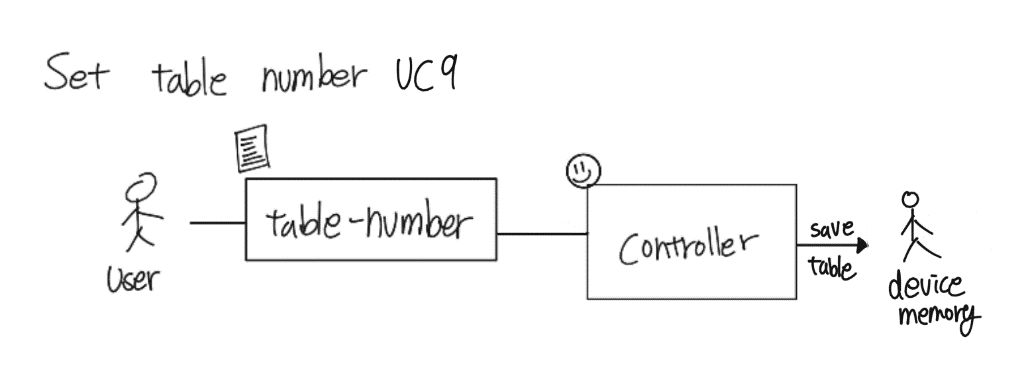 Set table number UC9
table-number
User
Controller
save
table
device
memory